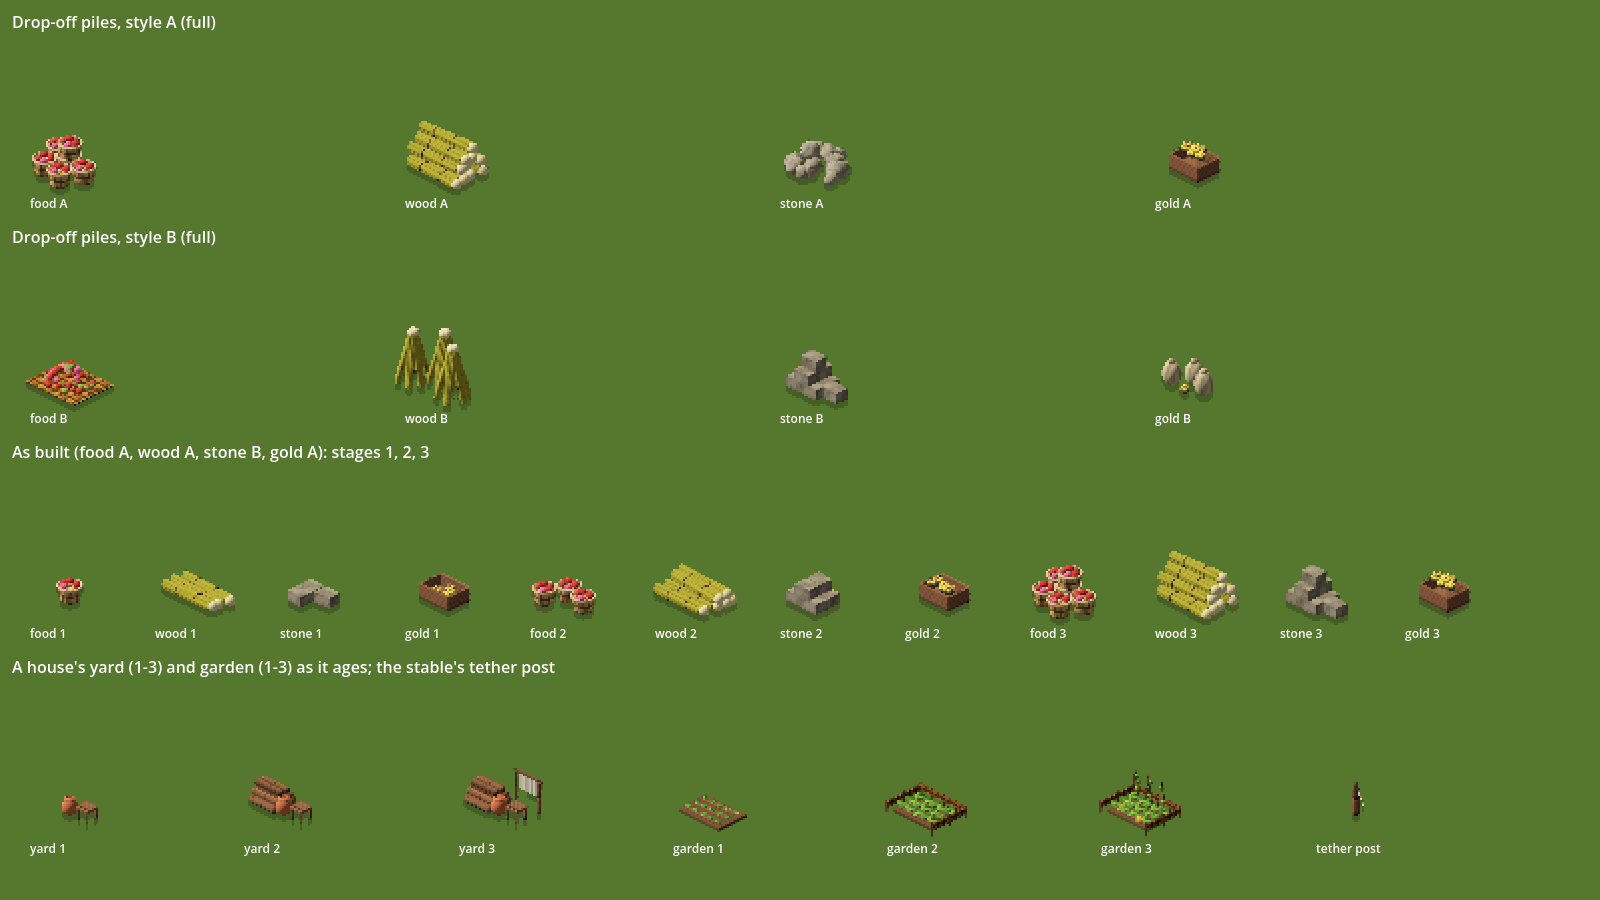 Drop-off piles, style A (full)
food A
wood A
stone A
gold A
Drop-off piles, style B (full)
food B
wood B
stone B
gold B
As built (food A, wood A, stone B, gold A): stages 1, 2, 3
food 1
wood 1
stone 1
gold 1
food 2
wood 2
stone 2
gold 2
food 3
wood 3
stone 3
gold 3
A house's yard (1-3) and garden (1-3) as it ages; the stable's tether post
yard 1
yard 2
yard 3
garden 1
garden 2
garden 3
tether post